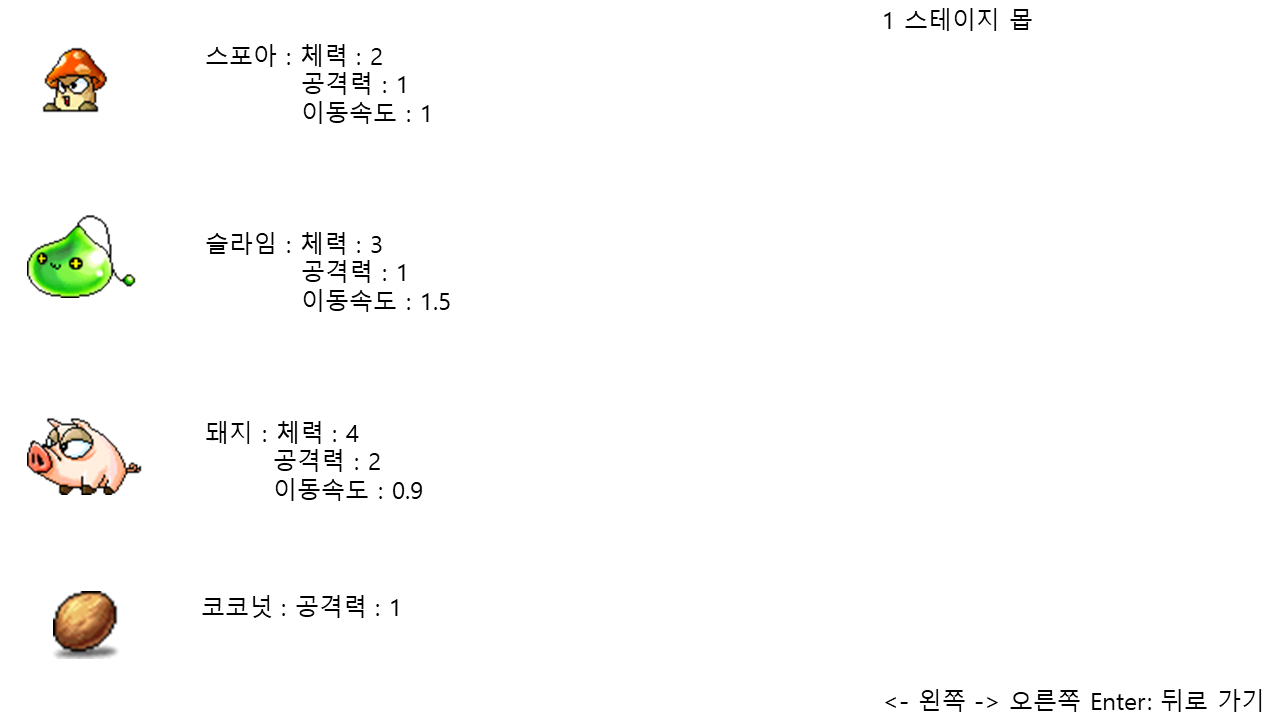 1 스테이지 몹
스포아 : 체력 : 2
공격력 : 1
이동속도 : 1
슬라임 : 체력 : 3
공격력 : 1
이동속도 : 1.5
돼지 : 체력 : 4
공격력 : 2
이동속도 : 0.9
코코넛 : 공격력 : 1
<- 왼쪽 -> 오른쪽 Enter: 뒤로 가기